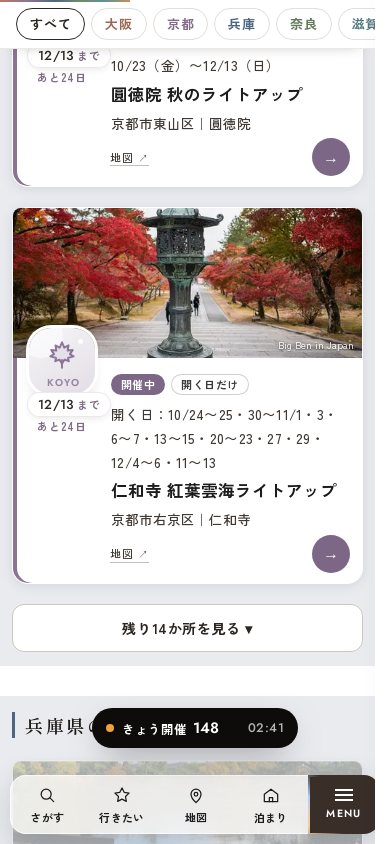 すべて 大阪 京都 兵庫 奈良 滋賀
12/13 まで
あと24日
10/23（金）〜12/13（日）
圓徳院 秋のライトアップ
京都市東山区｜圓徳院
地図 ↗
→
Big Ben in Japan
KOYO
12/13 まで
あと24日
開催中 開く日だけ
開く日：10/24〜25・30〜11/1・3・
6〜7・13〜15・20〜23・27・29・
12/4〜6・11〜13
仁和寺 紅葉雲海ライトアップ
京都市右京区｜仁和寺
地図 ↗
→
残り14か所を見る ▾
兵庫県の
きょう開催 148 02:41
さがす 行きたい 地図 泊まり MENU